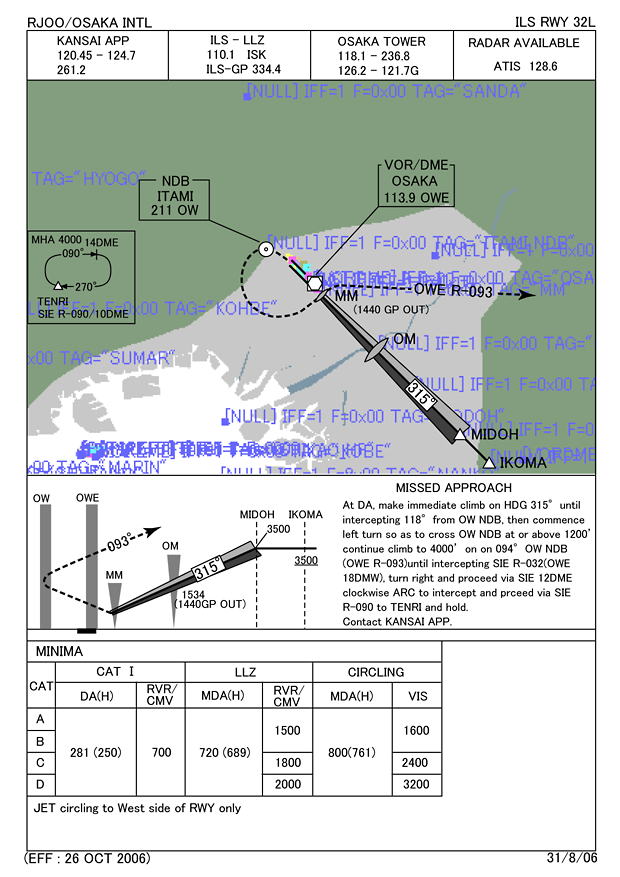 RJOO/OSAKA INTL
ILS RWY 32L
KANSAI APP
120.45 - 124.7
261.2
ILS - LLZ
110.1 ISK
ILS-GP 334.4
OSAKA TOWER
118.1 - 236.8
126.2 - 121.7G
RADAR AVAILABLE
ATIS 128.6
[NULL] IFF=1 F=0x00 TAG="SANDA"
VOR/DME
OSAKA
113.9 OWE
TAG="HYOGO"
NDB
ITAMI
211 OW
MHA 4000
14DME
090°
270°
TENRI
SIE R-090/10DME
[NULL] IFF=1 F=0x00 TAG="ITAMI NDB"
OWE R-093
MM
(1440 GP OUT)
F=0x00 TAG="KOHBE"
OM
[NULL] IFF=1 F=0x00 TAG="
0x00 TAG="SUMAR"
315°
[NULL] IFF=1 F=0x00 TA
[NULL] IFF=1 F=0x00 TAG=
MIDOH
IKOMA
00 TAG="MARIN"
[NULL] IFF=1 F=0x00 TAG="NANK
OW
OWE
093°
MM
OM
315°
1534
(1440GP OUT)
MIDOH
IKOMA
3500
3500
MISSED APPROACH
At DA, make immediate climb on HDG 315° until
intercepting 118° from OW NDB, then commence
left turn so as to cross OW NDB at or above 1200'
continue climb to 4000' on on 094° OW NDB
(OWE R-093)until intercepting SIE R-032(OWE
18DMW), turn right and proceed via SIE 12DME
clockwise ARC to intercept and prceed via SIE
R-090 to TENRI and hold.
Contact KANSAI APP.
MINIMA
CAT
CAT I
LLZ
CIRCLING
DA(H)
RVR/
CMV
MDA(H)
RVR/
CMV
MDA(H)
VIS
A
B
C
D
281 (250)
700
720 (689)
1500
1800
2000
800(761)
1600
2400
3200
JET circling to West side of RWY only
(EFF : 26 OCT 2006)
31/8/06